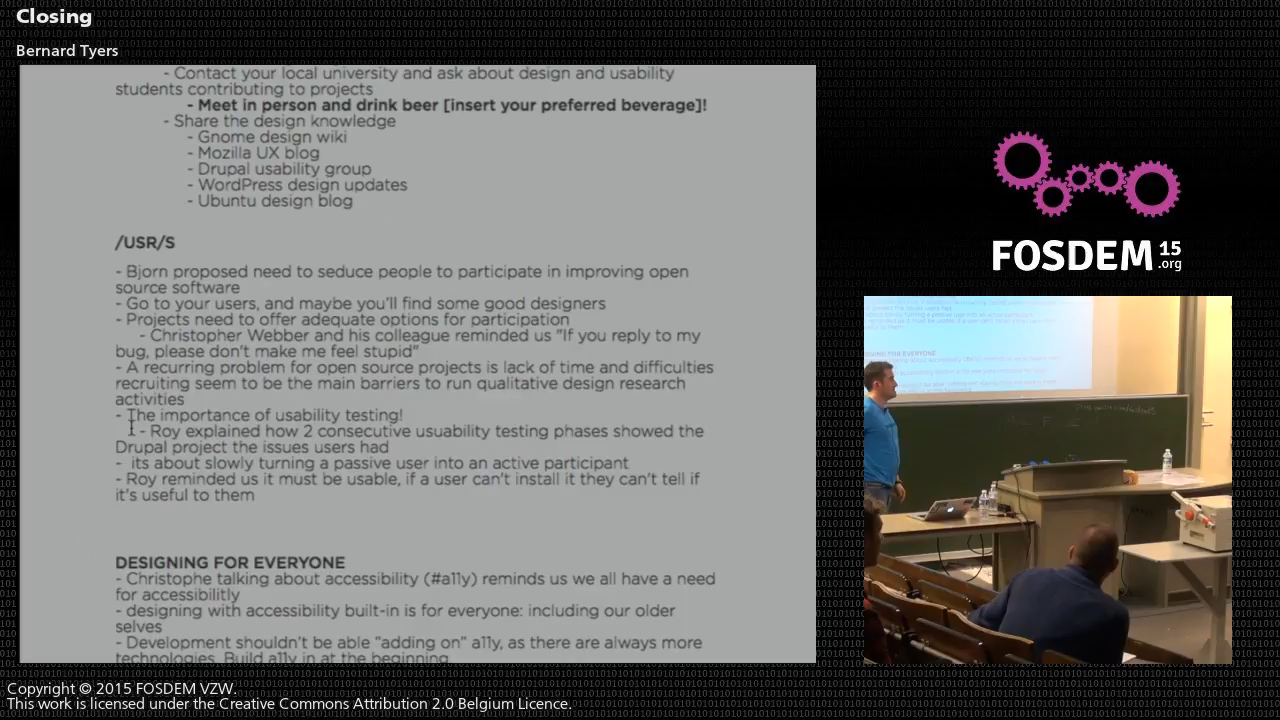 Closing
Bernard Tyers
- Contact your local university and ask about design and usability
students contributing to projects
- Meet in person and drink beer [insert your preferred beverage]!
- Share the design knowledge
- Gnome design wiki
- Mozilla UX blog
- Drupal usability group
- WordPress design updates
- Ubuntu design blog
/USR/S
- Bjorn proposed need to seduce people to participate in improving open
source software
- Go to your users, and maybe you'll find some good designers
- Projects need to offer adequate options for participation
- Christopher Webber and his colleague reminded us "If you reply to my
bug, please don't make me feel stupid"
- A recurring problem for open source projects is lack of time and difficulties
recruiting seem to be the main barriers to run qualitative design research
activities
- The importance of usability testing!
- Roy explained how 2 consecutive usuability testing phases showed the
Drupal project the issues users had
- its about slowly turning a passive user into an active participant
- Roy reminded us it must be usable, if a user can't install it they can't tell if
it's useful to them
DESIGNING FOR EVERYONE
- Christophe talking about accessibility (#a11y) reminds us we all have a need
for accessibilitly
- designing with accessibility built-in is for everyone: including our older
selves
- Development shouldn't be able "adding on" a11y, as there are always more
technologies. Build a11y in at the beginning
FOSDEM 15
.org
Copyright © 2015 FOSDEM VZW.
This work is licensed under the Creative Commons Attribution 2.0 Belgium Licence.